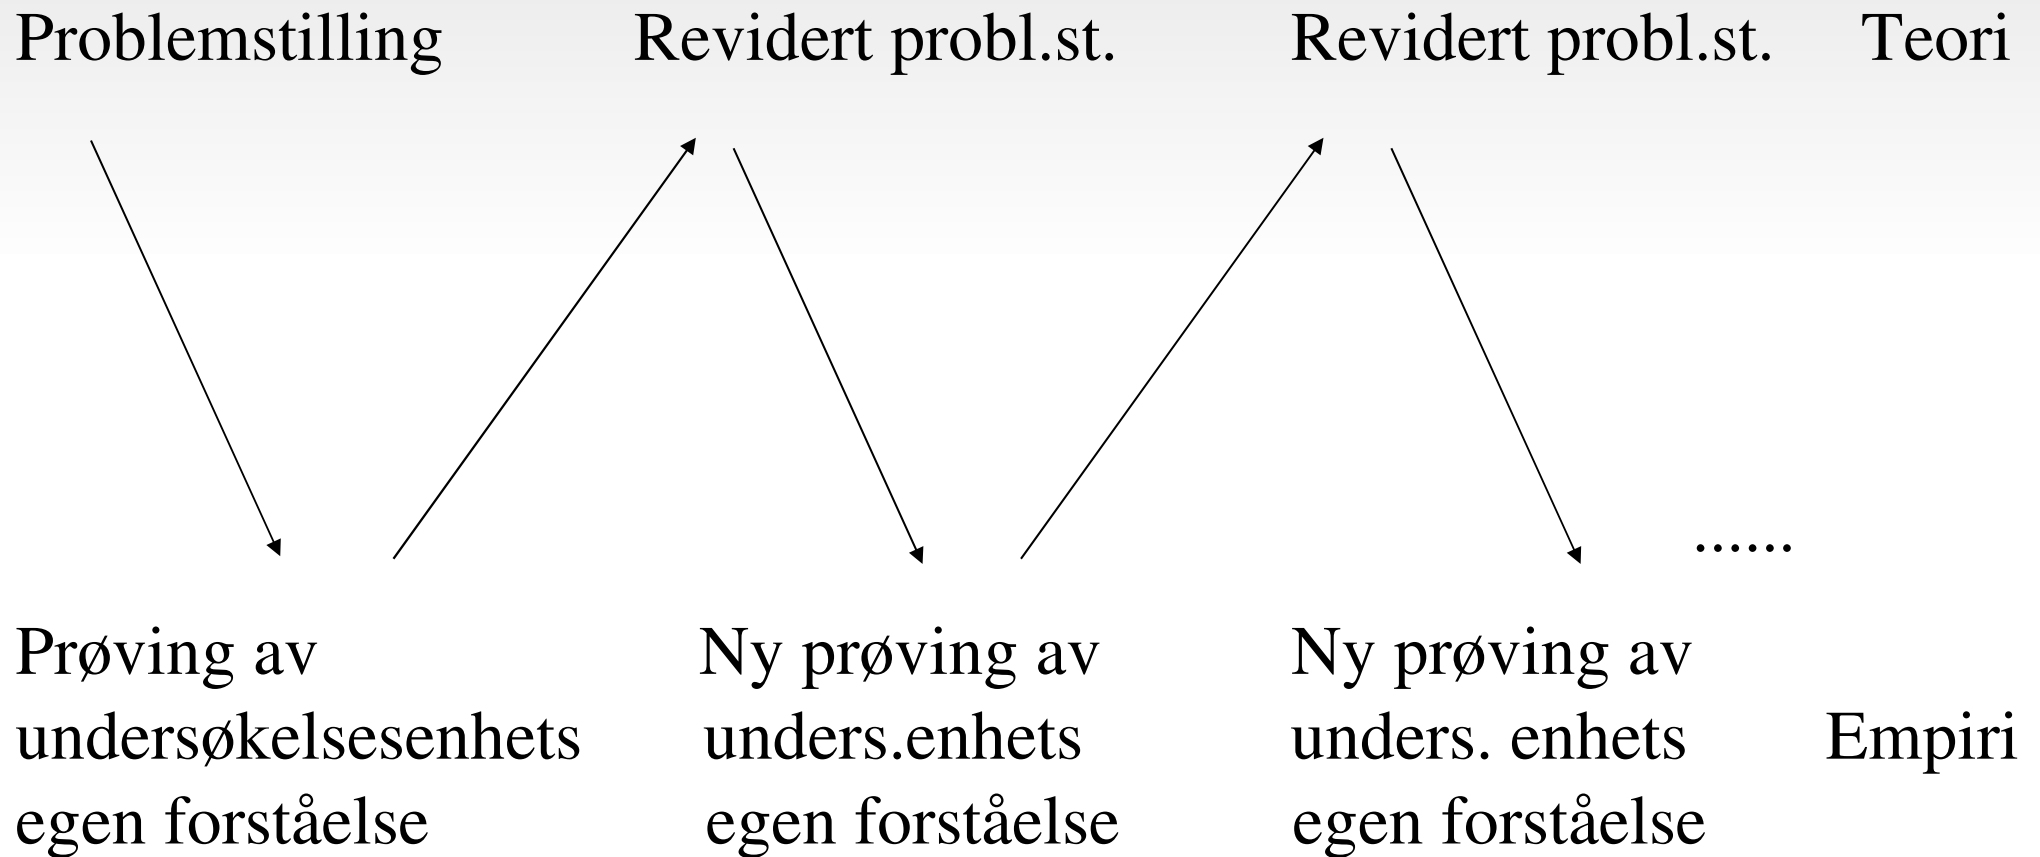 Problemstilling
Revidert probl.st.
Revidert probl.st.
Teori
......
Prøving av
undersøkelsesenhets
egen forståelse
Ny prøving av
unders.enhets
egen forståelse
Ny prøving av
unders. enhets
egen forståelse
Empiri